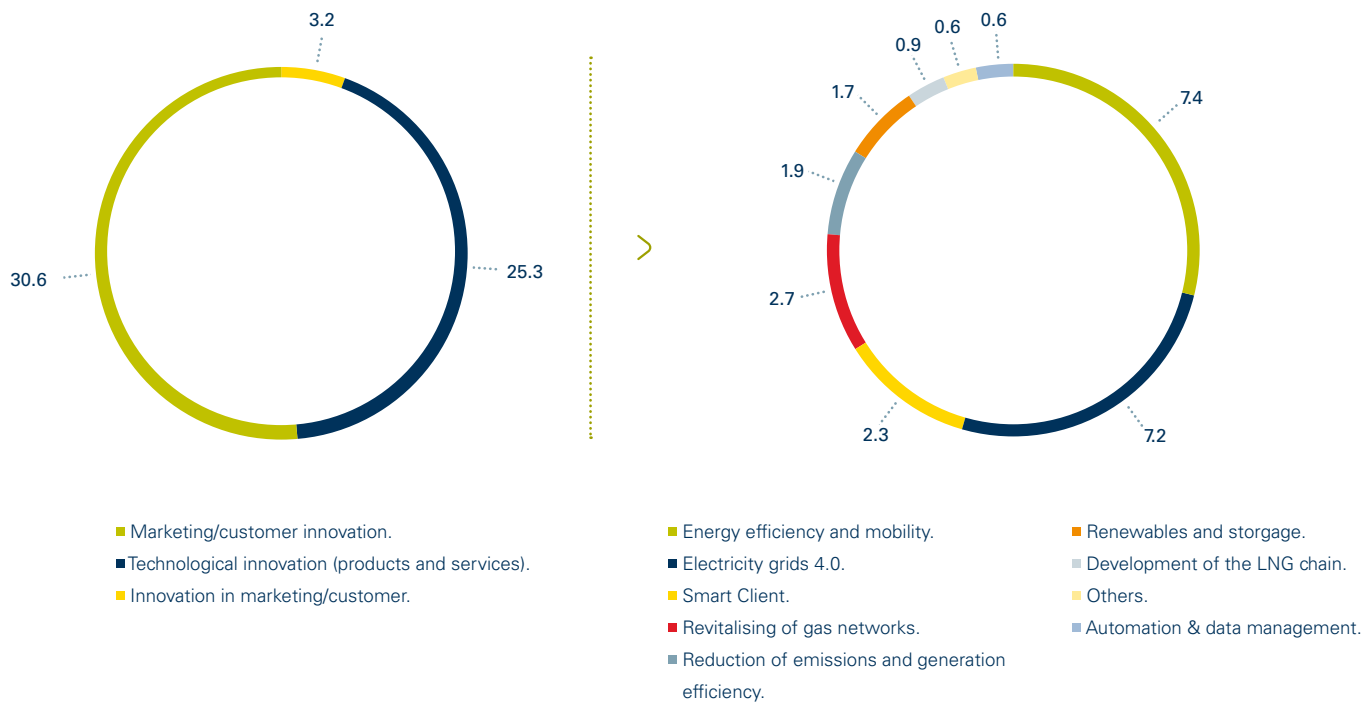 3.2
25.3
30.6
0.6
0.6
0.9
1.7
1.9
2.7
2.3
7.2
7.4
Marketing/customer innovation.
Technological innovation (products and services).
Innovation in marketing/customer.
Energy efficiency and mobility.
Electricity grids 4.0.
Smart Client.
Revitalising of gas networks.
Reduction of emissions and generation
efficiency.
Renewables and storgage.
Development of the LNG chain.
Others.
Automation & data management.